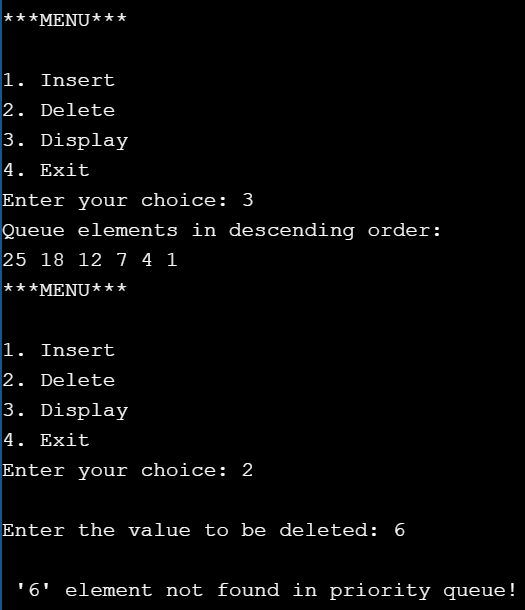 ***MENU***
1. Insert
2. Delete
3. Display
4. Exit
Enter your choice: 3
Queue elements in descending order:
25 18 12 7 4 1
***MENU***
1. Insert
2. Delete
3. Display
4. Exit
Enter your choice: 2
Enter the value to be deleted: 6
'6' element not found in priority queue!